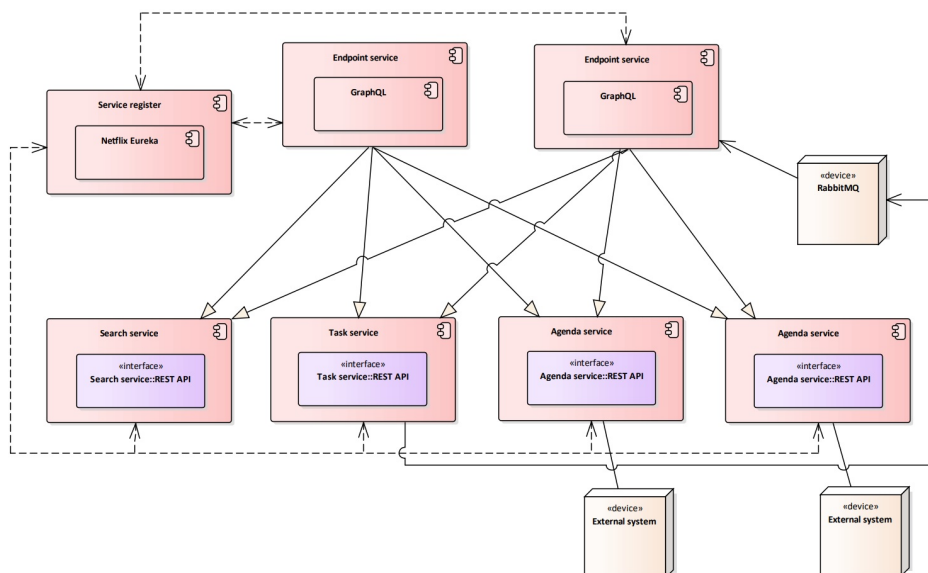 Endpoint service
GraphQL
Endpoint service
GraphQL
Service register
Netflix Eureka
«device»
RabbitMQ
Search service
«interface»
Search service::REST API
Task service
«interface»
Task service::REST API
Agenda service
«interface»
Agenda service::REST API
Agenda service
«interface»
Agenda service::REST API
«device»
External system
«device»
External system